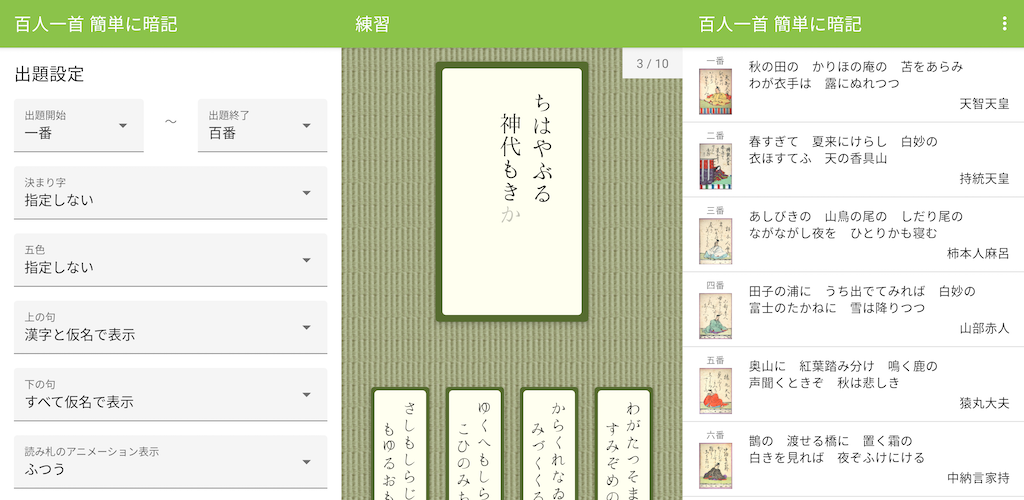 百人一首 簡単に暗記
出題設定
出題開始
一番
～
出題終了
百番
決まり字
指定しない
五色
指定しない
上の句
漢字と仮名で表示
下の句
すべて仮名で表示
読み札のアニメーション表示
ふつう
練習
3 / 10
ちはやぶる
神代もきか
わがたつそま
すみぞめの
からくれなゐ
みづくくる
ゆくへもしら
こひのみち
さしもしらじ
もゆるおも
百人一首 簡単に暗記
一番
秋の田の　かりほの庵の　苫をあらみ
わが衣手は　露にぬれつつ
天智天皇
二番
春すぎて　夏来にけらし　白妙の
衣ほすてふ　天の香具山
持統天皇
三番
あしびきの　山鳥の尾の　しだり尾の
ながながし夜を　ひとりかも寝む
柿本人麻呂
四番
田子の浦に　うち出でてみれば　白妙の
富士のたかねに　雪は降りつつ
山部赤人
五番
奥山に　紅葉踏み分け　鳴く鹿の
声聞くときぞ　秋は悲しき
猿丸大夫
六番
鵲の　渡せる橋に　置く霜の
白きを見れば　夜ぞふけにける
中納言家持